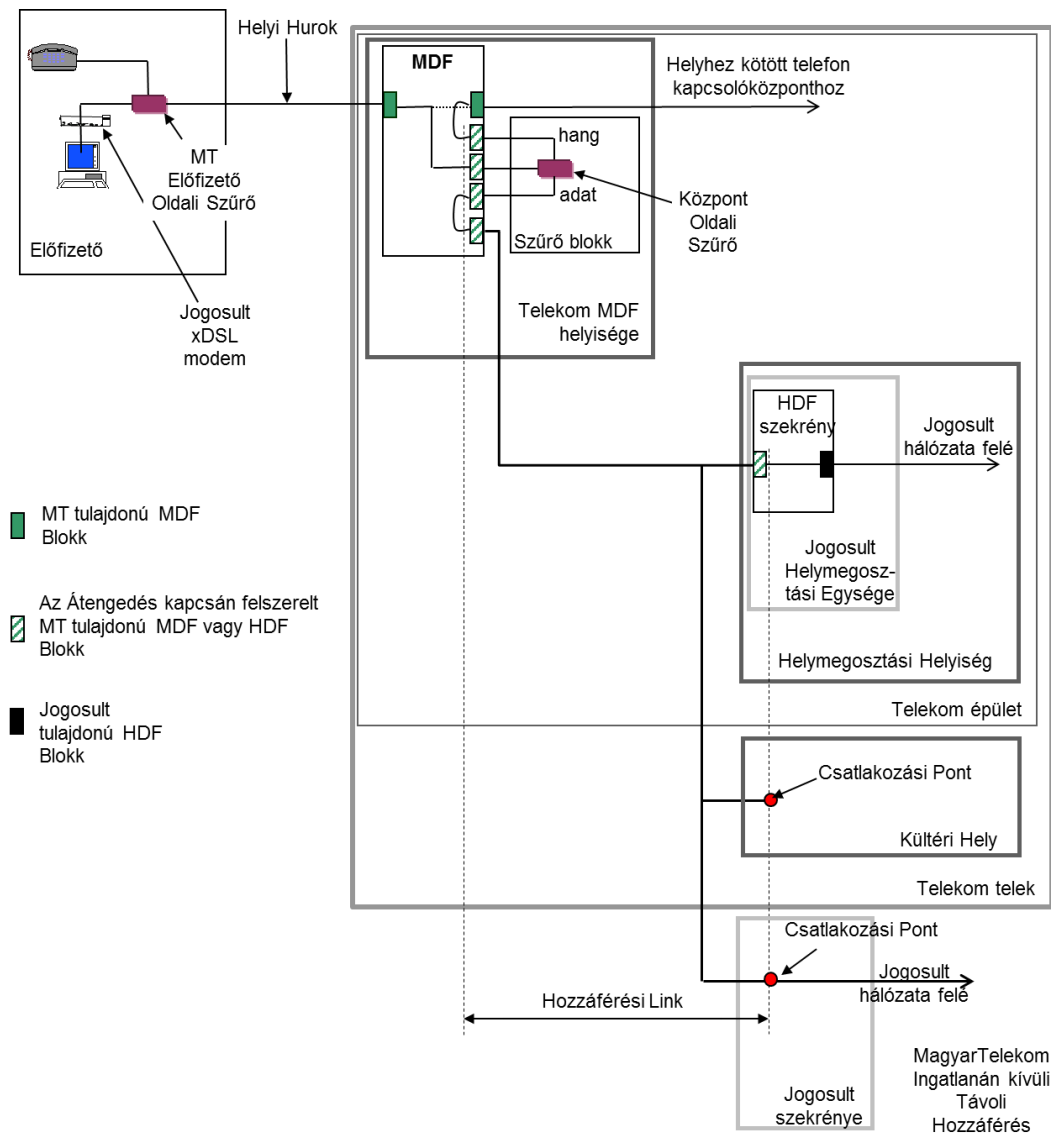 Helyi Hurok
MDF
Helyhez kötött telefon
kapcsolóközponthoz
hang
adat
Szűrő blokk
MT
Előfizető
Oldali Szűrő
Központ
Oldali
Szűrő
Előfizető
Jogosult
xDSL
modem
Telekom MDF
helyisége
HDF
szekrény
Jogosult
hálózata felé
Jogosult
Helymegosz-
tási Egysége
Helymegosztási Helyiség
Telekom épület
MT tulajdonú MDF
Blokk
Az Átengedés kapcsán felszerelt
MT tulajdonú MDF vagy HDF
Blokk
Jogosult
tulajdonú HDF
Blokk
Csatlakozási Pont
Kültéri Hely
Telekom telek
Csatlakozási Pont
Jogosult
hálózata felé
Hozzáférési Link
Jogosult
szekrénye
MagyarTelekom
Ingatlanán kívüli
Távoli
Hozzáférés